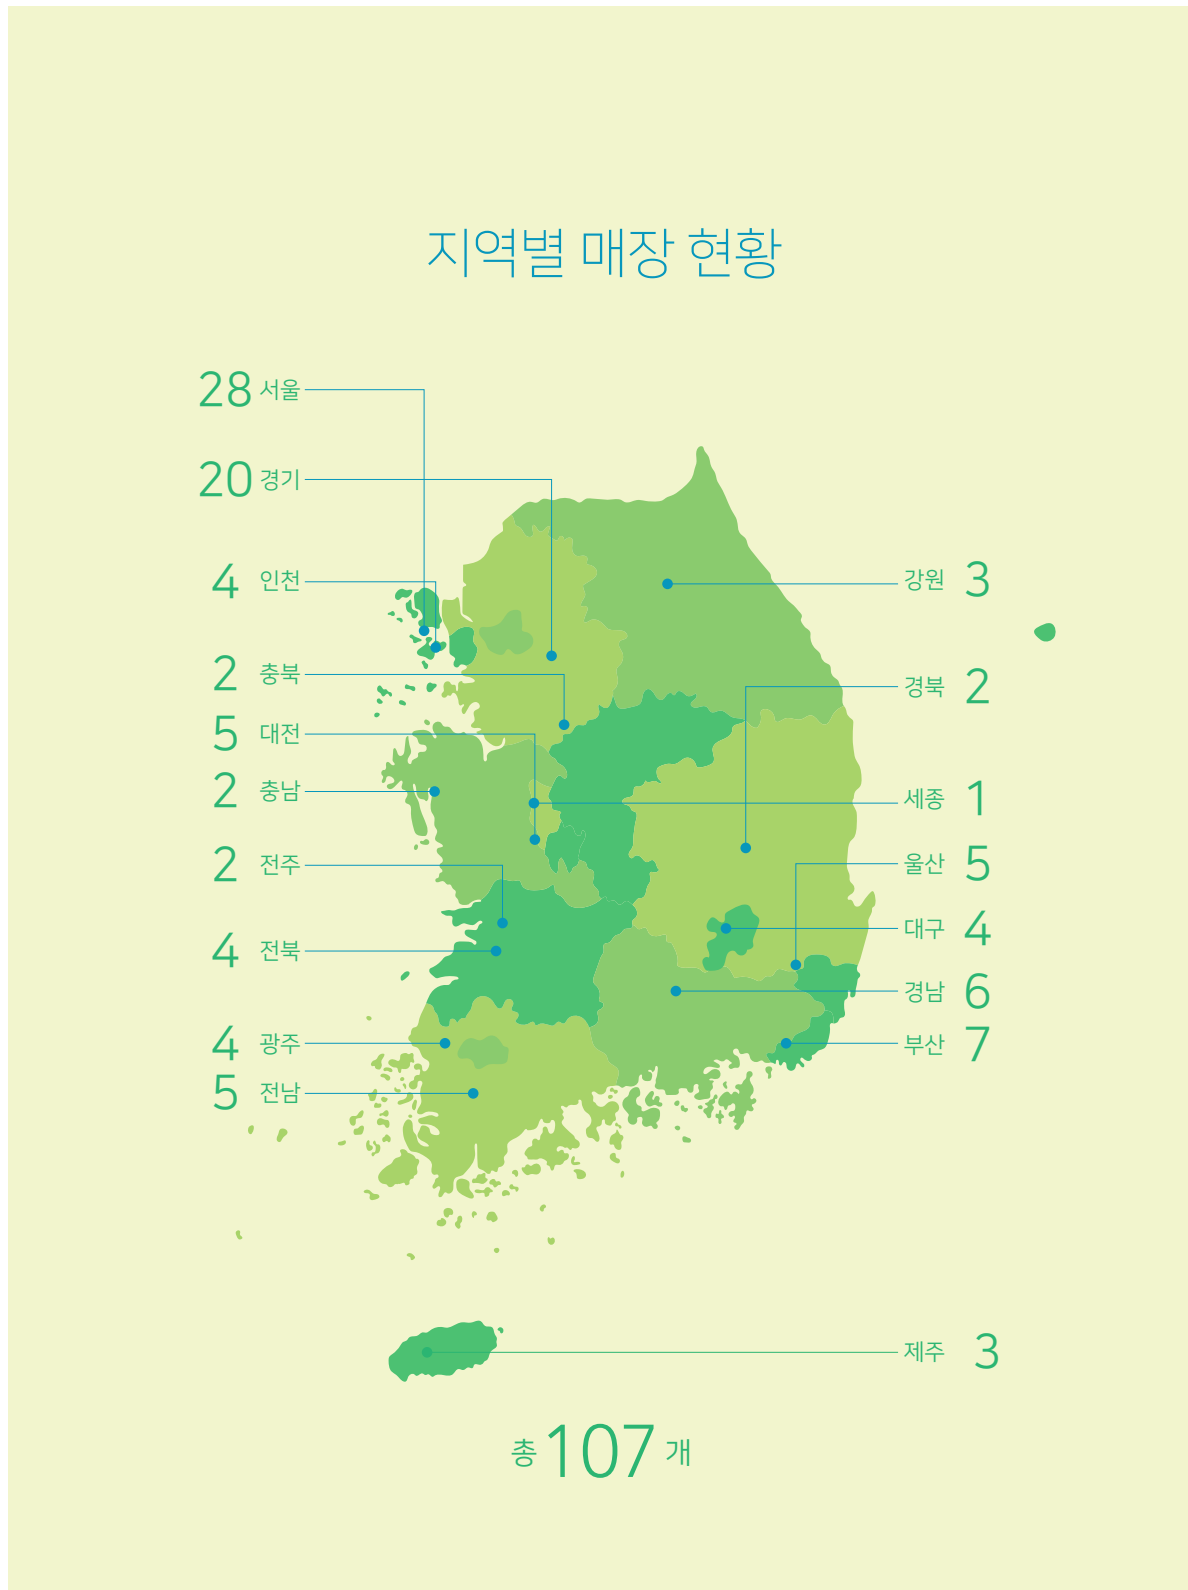 지역별 매장 현황
28 서울
20 경기
4 인천
2 충북
5 대전
2 충남
2 전주
4 전북
4 광주
5 전남
강원 3
경북 2
세종 1
울산 5
대구 4
경남 6
부산 7
제주 3
총 107 개